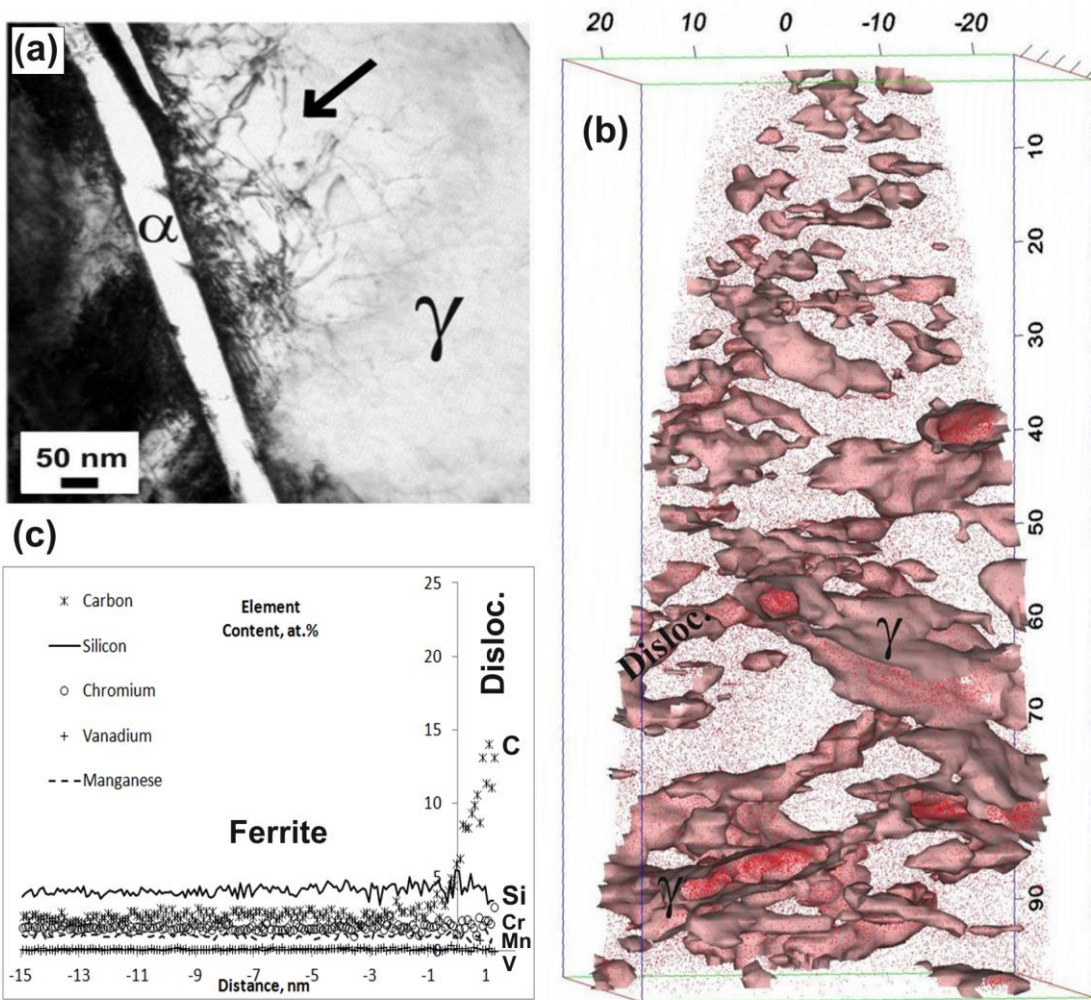 (a)
α
γ
50 nm
(b)
20 10 0 -10 -20
10
20
30
40
50
60
70
90
Disloc.
γ
γ
(c)
Carbon
Silicon
Chromium
Vanadium
Manganese
Element
Content, at.%
25
20
15
10
5
0
Disloc.
C
Ferrite
Si
Cr
Mn
V
-15 -13 -11 -9 -7 -5 -3 -1 1
Distance, nm